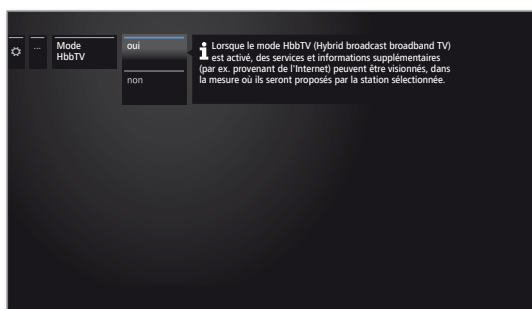 ...
Mode
HbbTV
oui
non
Lorsque le mode HbbTV (Hybrid broadcast broadband TV)
est activé, des services et informations supplémentaires
(par ex. provenant de l'Internet) peuvent être visionnés, dans
la mesure où ils seront proposés par la station sélectionnée.